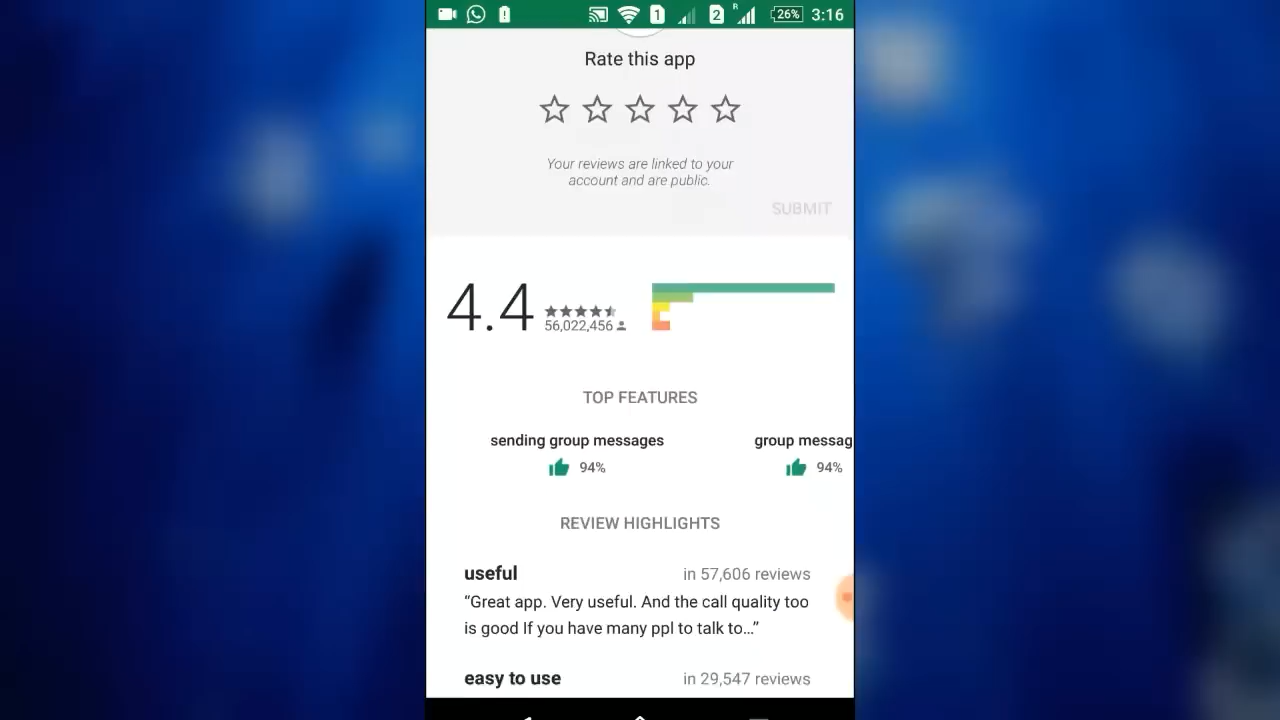 1 2 R 26% 3:16
Rate this app
Your reviews are linked to your
account and are public.
SUBMIT
4.4
56,022,456
TOP FEATURES
sending group messages group messag
94% 94%
REVIEW HIGHLIGHTS
useful in 57,606 reviews
“Great app. Very useful. And the call quality too
is good If you have many ppl to talk to…”
easy to use in 29,547 reviews